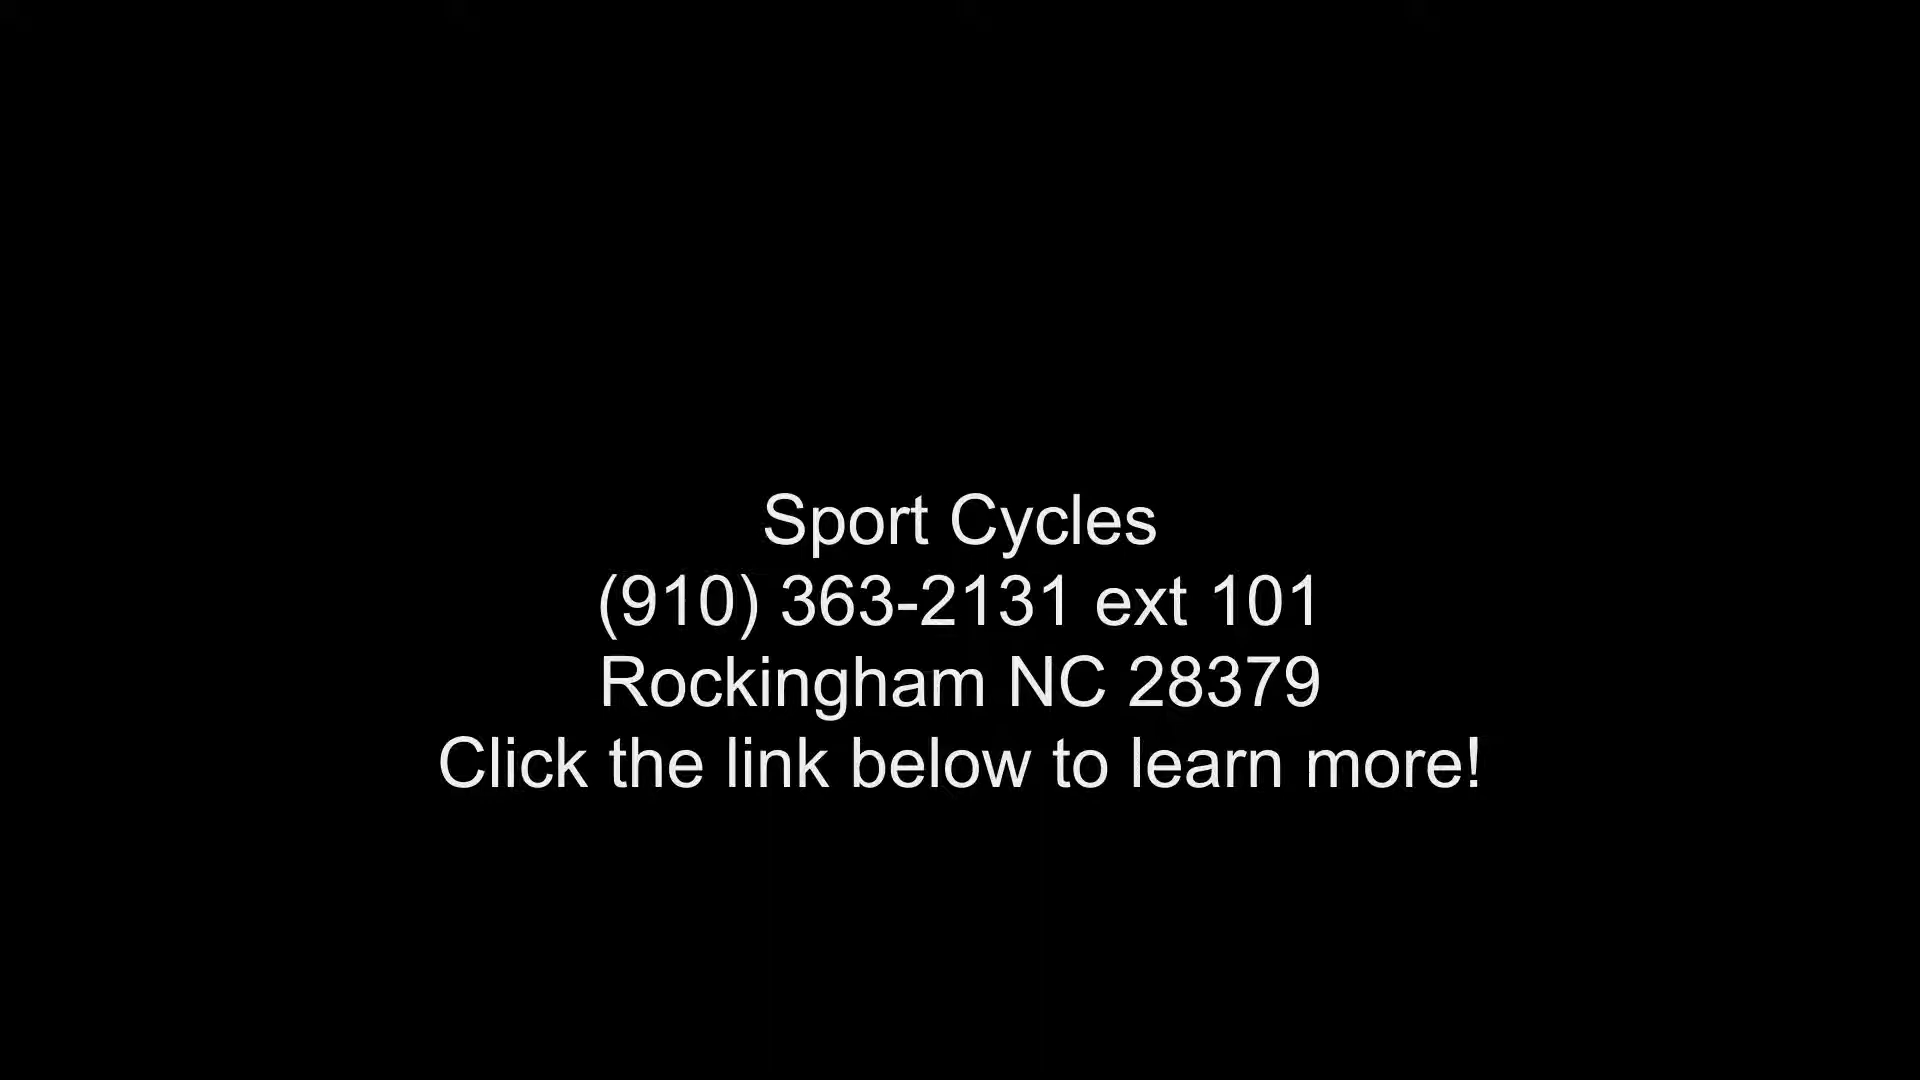 Sport Cycles
(910) 363-2131 ext 101
Rockingham NC 28379
Click the link below to learn more!